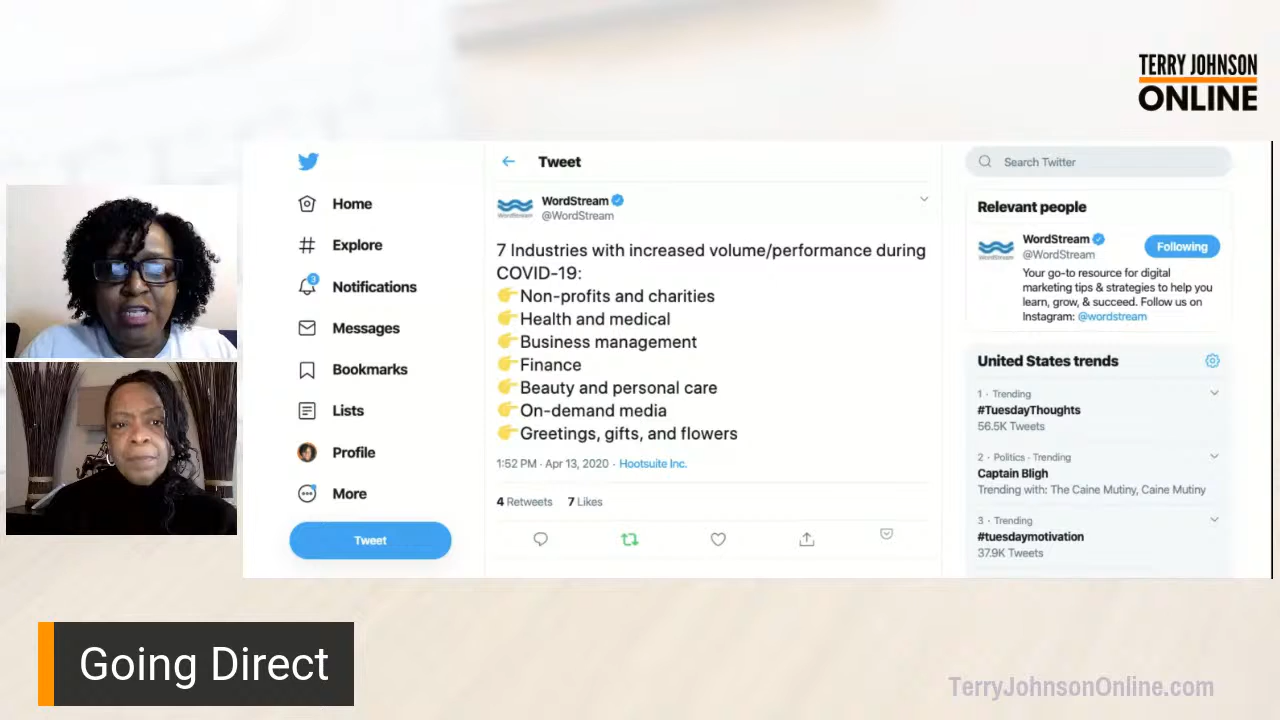 TERRY JOHNSON
ONLINE
Home
Explore
3
Notifications
Messages
Bookmarks
Lists
Profile
More
Tweet
Tweet
WordStream
@WordStream
7 Industries with increased volume/performance during
COVID-19:
👉Non-profits and charities
👉Health and medical
👉Business management
👉Finance
👉Beauty and personal care
👉On-demand media
👉Greetings, gifts, and flowers
1:52 PM · Apr 13, 2020 · Hootsuite Inc.
4 Retweets 7 Likes
Search Twitter
Relevant people
WordStream
@WordStream
Following
Your go-to resource for digital
marketing tips & strategies to help you
learn, grow, & succeed. Follow us on
Instagram: @wordstream
United States trends
1 · Trending
#TuesdayThoughts
56.5K Tweets
2 · Politics · Trending
Captain Bligh
Trending with: The Caine Mutiny, Caine Mutiny
3 · Trending
#tuesdaymotivation
37.9K Tweets
Going Direct
TerryJohnsonOnline.com